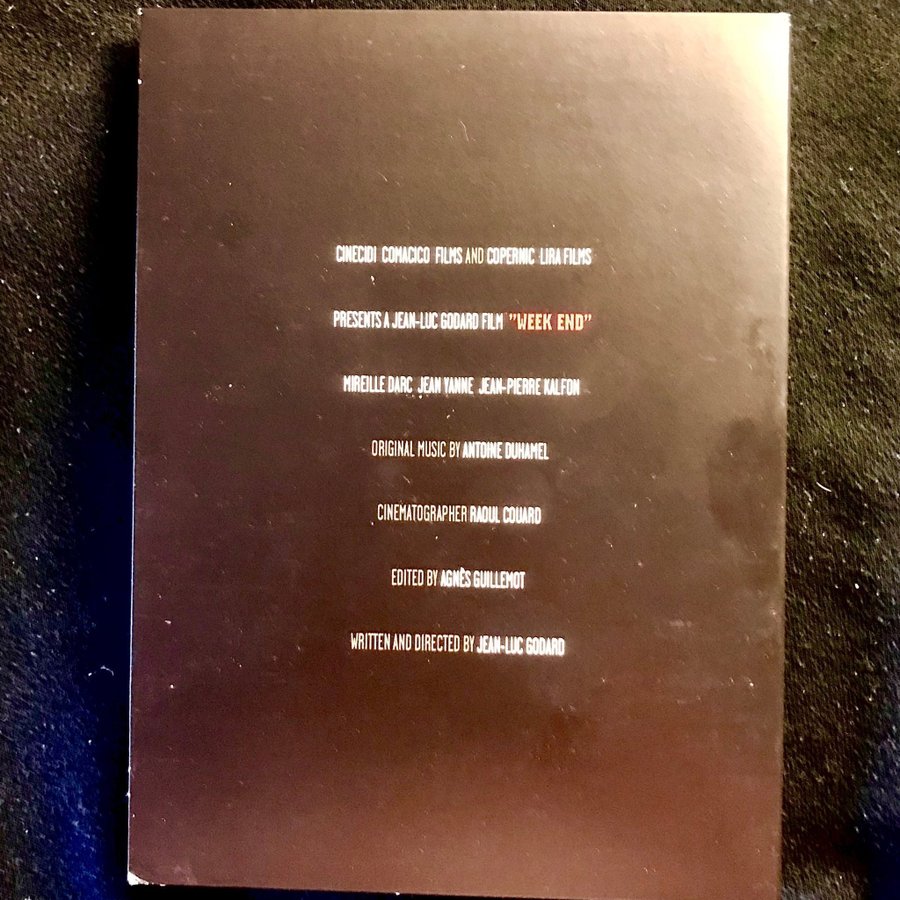 CINECIDI COMACICO FILMS AND COPERNIC LIRA FILMS
PRESENTS A JEAN-LUC GODARD FILM "WEEK END"
MIREILLE DARC JEAN YANNE JEAN-PIERRE KALFON
ORIGINAL MUSIC BY ANTOINE DUHAMEL
CINEMATOGRAPHER RAOUL COUARD
EDITED BY AGNÈS GUILLEMOT
WRITTEN AND DIRECTED BY JEAN-LUC GODARD